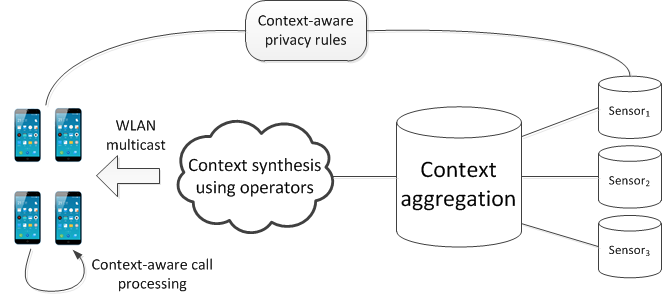 Context-aware
privacy rules
WLAN
multicast
Context synthesis
using operators
Context
aggregation
Sensor₁
Sensor₂
Sensor₃
Context-aware call
processing